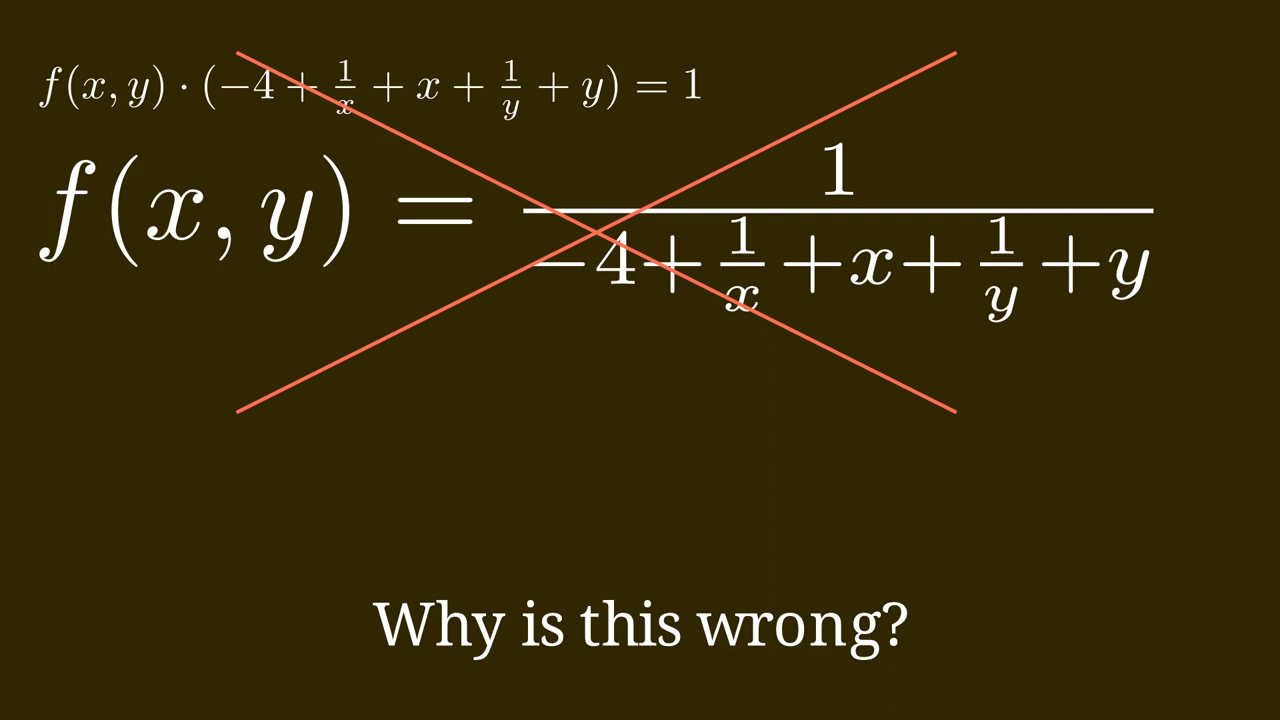 f(x, y) · (−4 + 1/x + x + 1/y + y) = 1
f(x, y) = 1/(−4 + 1/x + x + 1/y + y)
Why is this wrong?